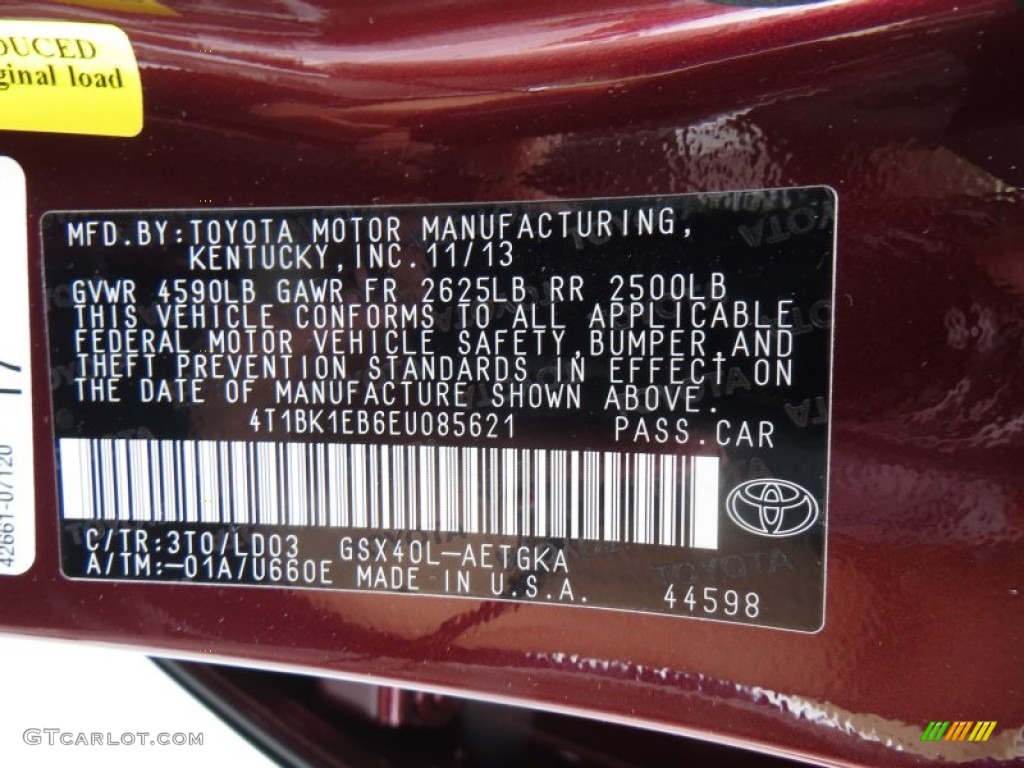 DUCED
ginal load
17
42661-07120
MFD.BY:TOYOTA MOTOR MANUFACTURING,
KENTUCKY,INC.11/13
GVWR 4590LB GAWR FR 2625LB RR 2500LB
THIS VEHICLE CONFORMS TO ALL APPLICABLE
FEDERAL MOTOR VEHICLE SAFETY,BUMPER,AND
THEFT PREVENTION STANDARDS IN EFFECT ON
THE DATE OF MANUFACTURE SHOWN ABOVE.
4T1BK1EB6EU085621 PASS.CAR
C/TR:3T0/LD03 GSX40L-AETGKA
A/TM:-01A/U660E MADE IN U.S.A.
44598
GTCarLot.com